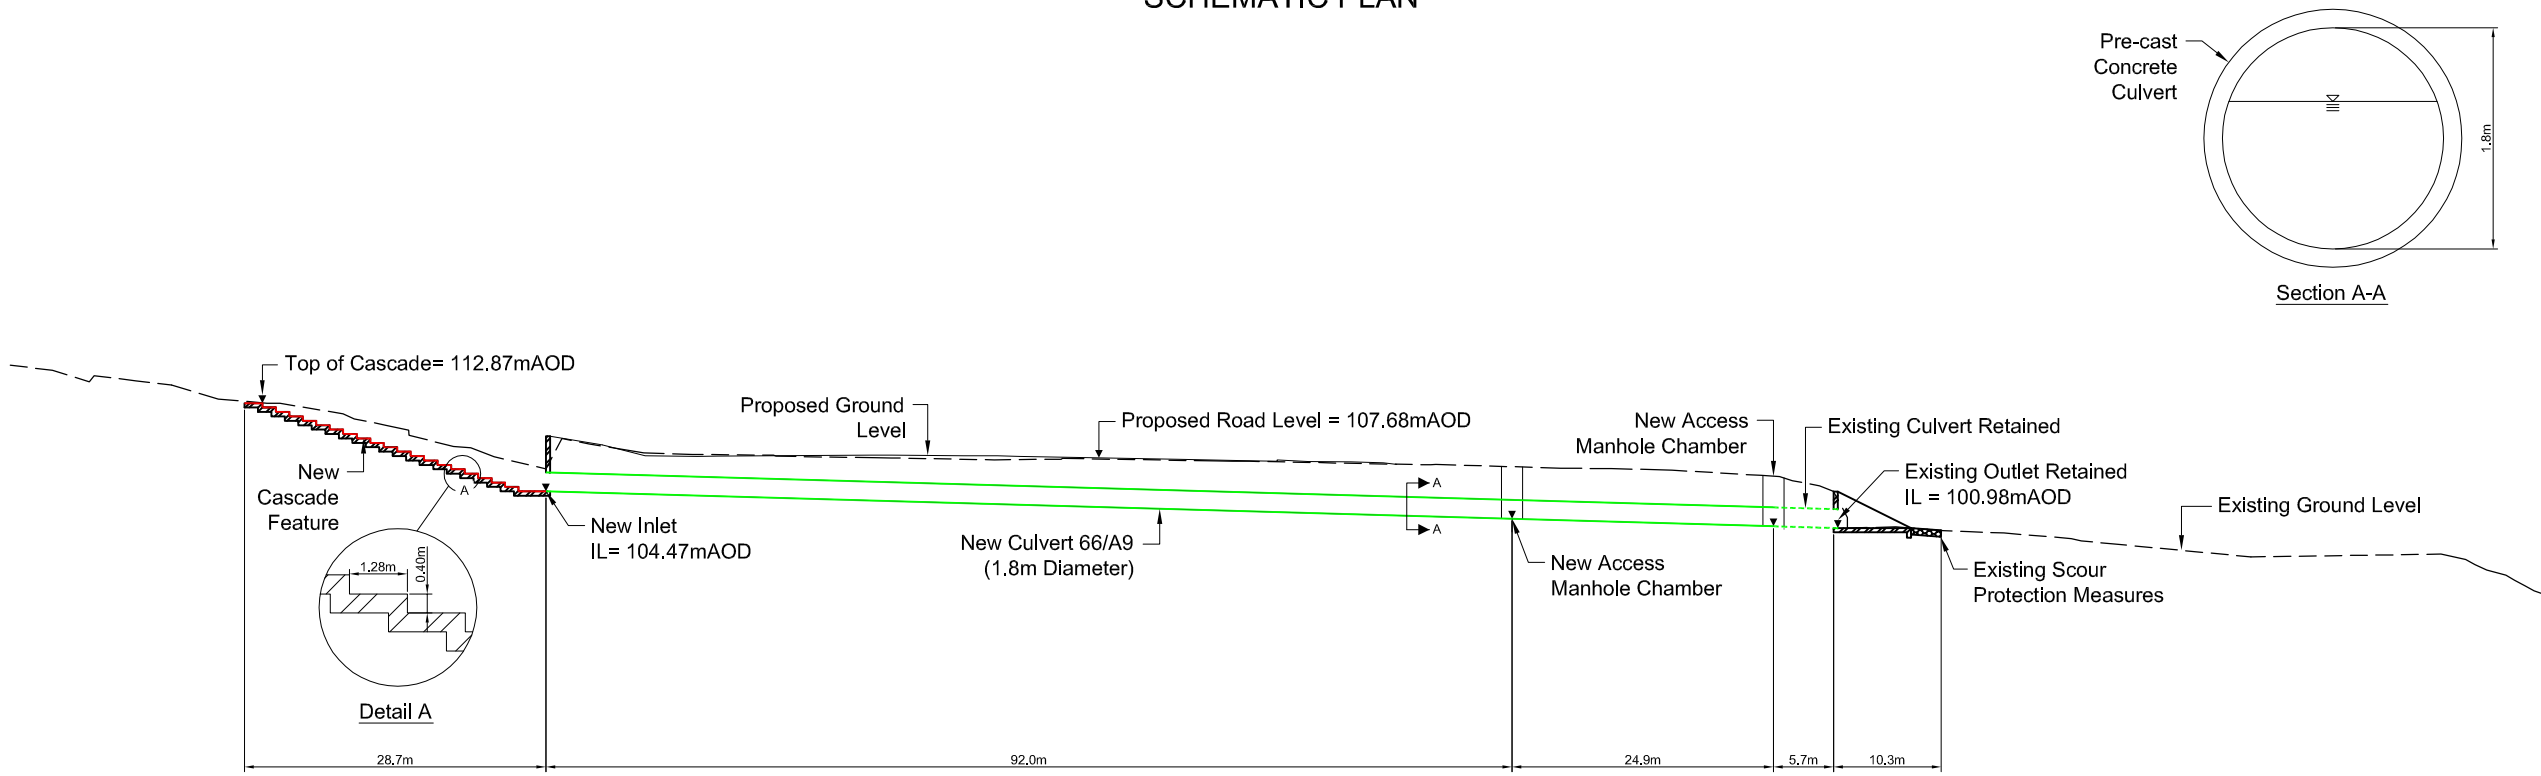 SCHEMATIC PLAN
Pre-cast
Concrete
Culvert
1.8m
Section A-A
Top of Cascade= 112.87mAOD
Proposed Ground
Level
Proposed Road Level = 107.68mAOD
New Access
Manhole Chamber
Existing Culvert Retained
Existing Outlet Retained
IL = 100.98mAOD
Existing Ground Level
New
Cascade
Feature
A
New Inlet
IL= 104.47mAOD
New Culvert 66/A9
(1.8m Diameter)
A
A
New Access
Manhole Chamber
Existing Scour
Protection Measures
1.28m
0.40m
Detail A
28.7m
92.0m
24.9m
5.7m
10.3m